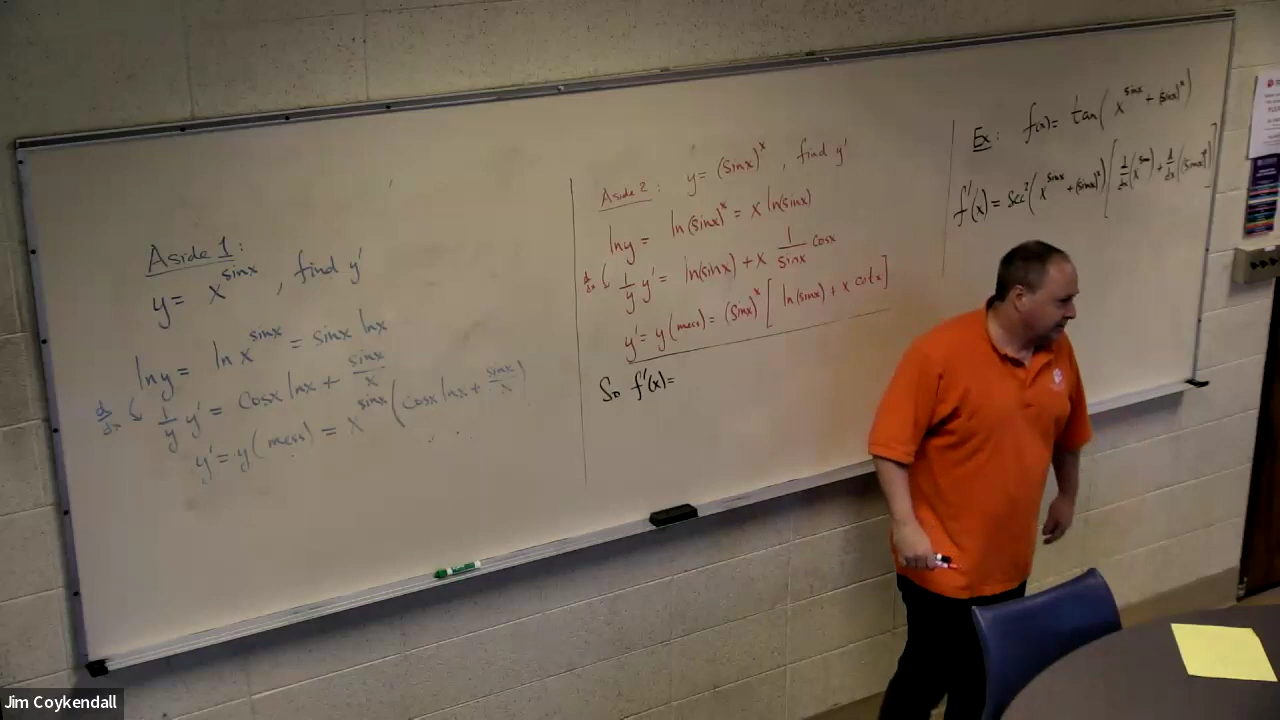 Aside 1:
y = x^sinx , find y'
ln y = ln x^sinx = sinx lnx
d/dx ( 1/y y' = cosx lnx + sinx/x
y' = y (mess) = x^sinx (cosx lnx + sinx/x)
Aside 2: y = (sinx)^x , find y'
ln y = ln(sinx)^x = x ln(sinx)
d/dx ( 1/y y' = ln(sinx) + x 1/sinx cosx
y' = y (mess) = (sinx)^x [ ln(sinx) + x cotx ]
So f'(x) =
Ex: f(x) = tan( x^sinx + (sinx)^x )
f'(x) = sec²( x^sinx + (sinx)^x ) [ d/dx (x^sinx) + d/dx ((sinx)^x) ]
Jim Coykendall